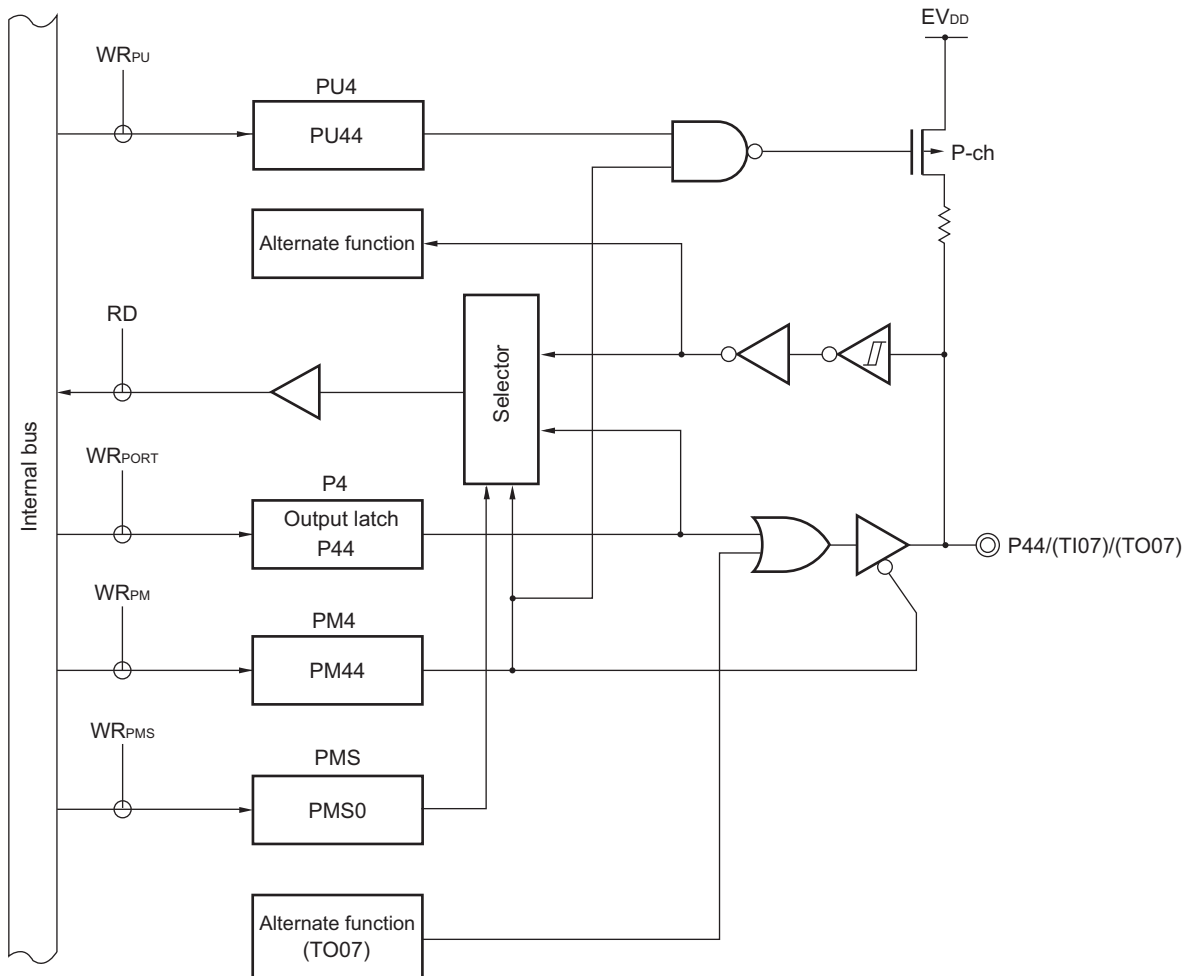 EVDD
WRPU
PU4
PU44
P-ch
Alternate function
RD
Selector
Internal bus
WRPORT
P4
Output latch
P44
P44/(TI07)/(TO07)
WRPM
PM4
PM44
WRPMS
PMS
PMS0
Alternate function
(TO07)